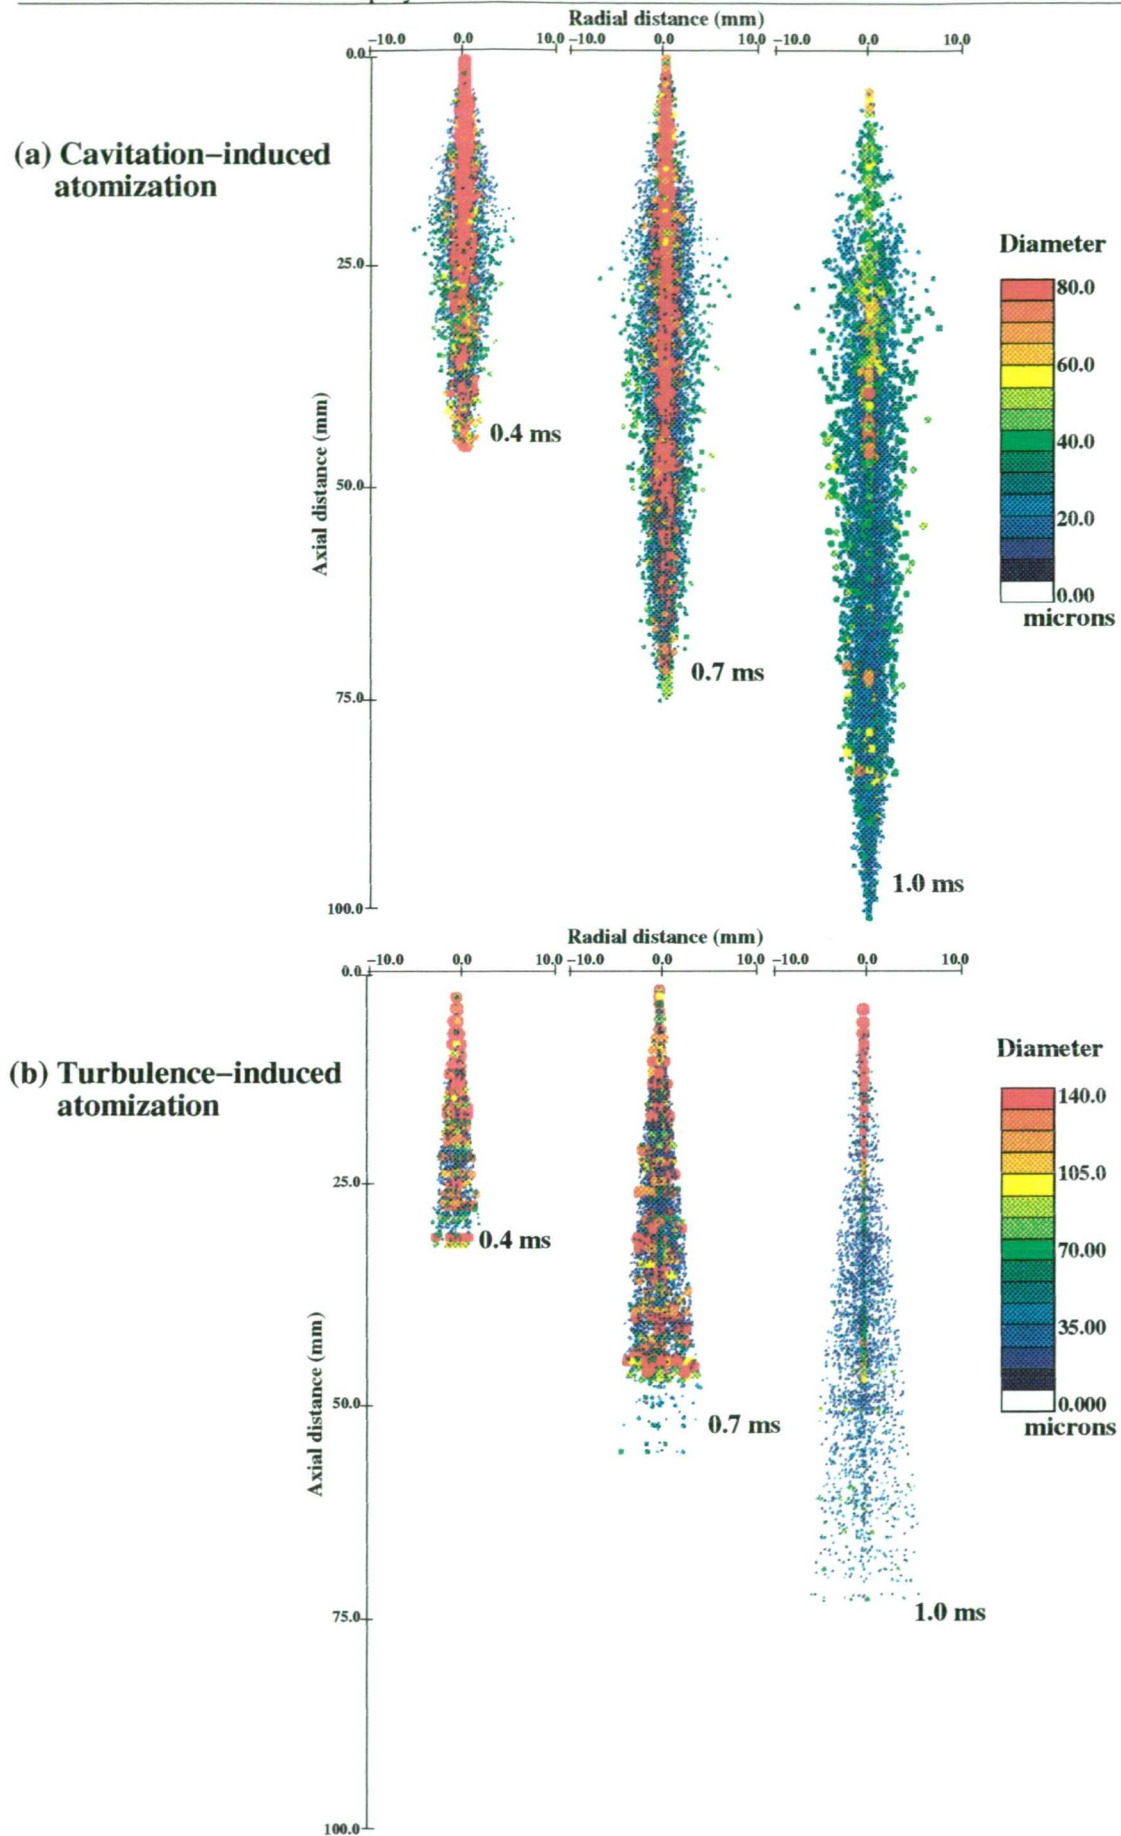 Radial distance (mm)
−10.0 0.0 10.0 −10.0 0.0 −10.0 0.0 10.0
0.0
(a) Cavitation−induced
atomization
Diameter
25.0
80.0
60.0
0.4 ms
40.0
Axial distance (mm)
50.0
20.0
0.00
microns
0.7 ms
75.0
1.0 ms
100.0
Radial distance (mm)
−10.0 0.0 10.0 −10.0 0.0 −10.0 0.0 10.0
0.0
(b) Turbulence−induced
atomization
Diameter
140.0
105.0
25.0
0.4 ms
70.00
35.00
Axial distance (mm)
50.0
0.000
microns
0.7 ms
75.0
1.0 ms
100.0